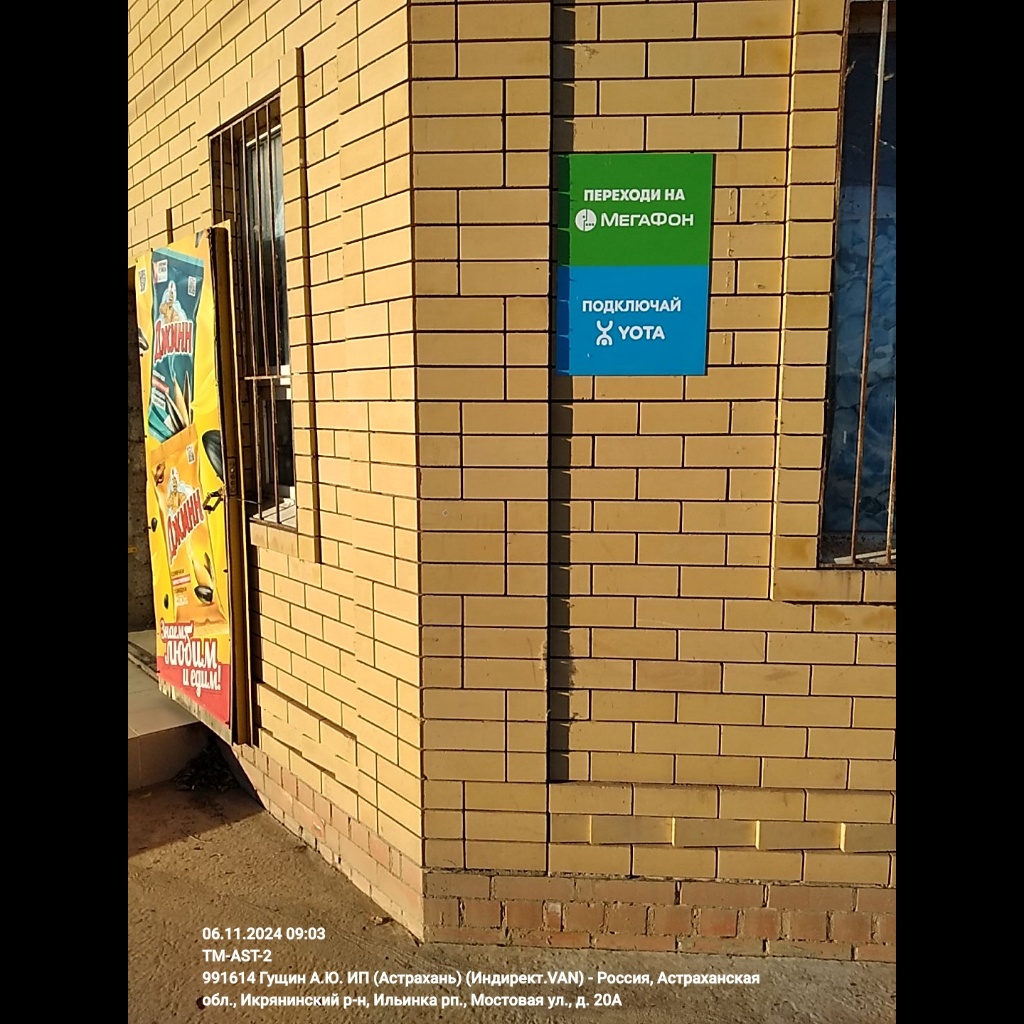 ПЕРЕХОДИ НА
МЕГАФОН
ПОДКЛЮЧАЙ
YOTA
ДЖИНН
ДЖИНН
Знаем,
любим
и едим!
06.11.2024 09:03
TM-AST-2
991614 Гущин А.Ю. ИП (Астрахань) (Индирект.VAN) - Россия, Астраханская
обл., Икрянинский р-н, Ильинка рп., Мостовая ул., д. 20А